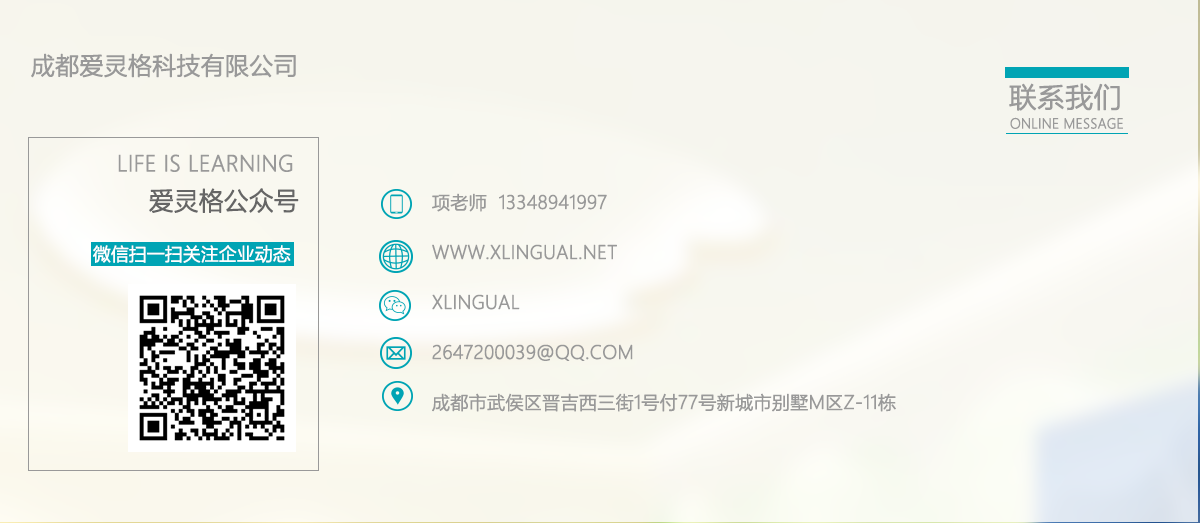 成都爱灵格科技有限公司
联系我们
ONLINE MESSAGE
LIFE IS LEARNING
爱灵格公众号
微信扫一扫关注企业动态
项老师 13348941997
WWW.XLINGUAL.NET
XLINGUAL
2647200039@QQ.COM
成都市武侯区晋吉西三街1号付77号新城市别墅M区Z-11栋